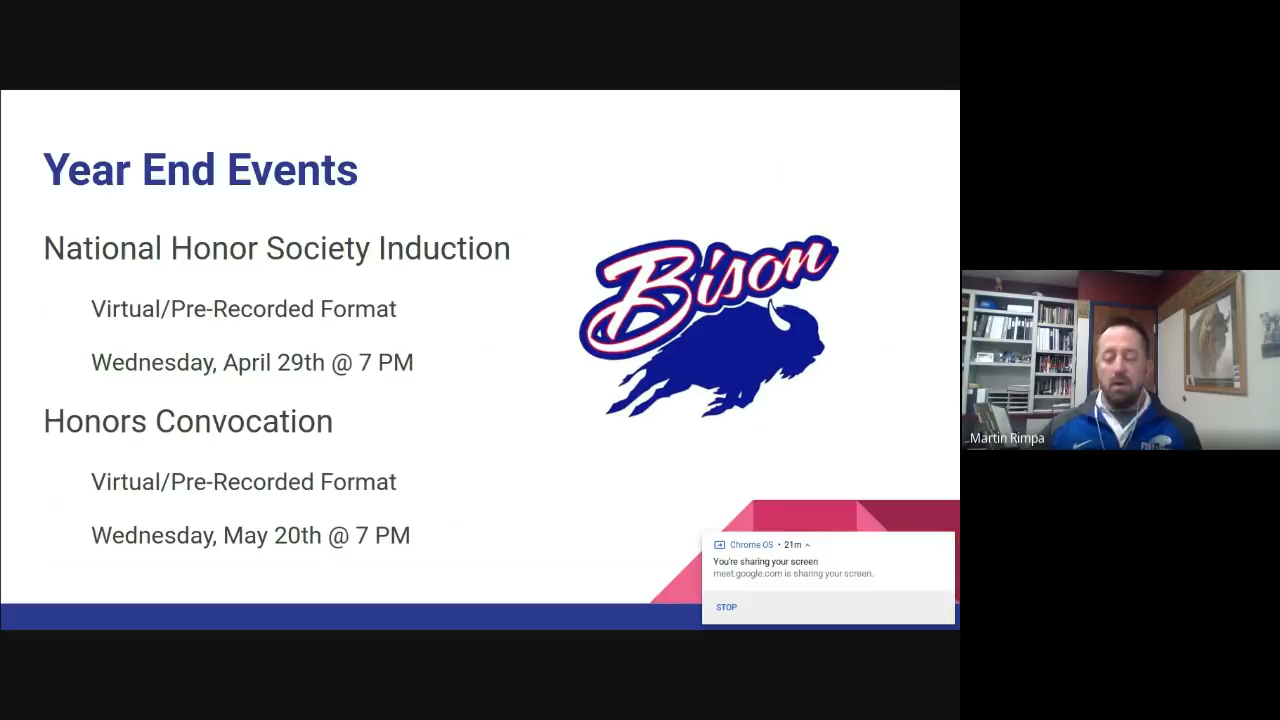 Year End Events
National Honor Society Induction
Virtual/Pre-Recorded Format
Wednesday, April 29th @ 7 PM
Honors Convocation
Virtual/Pre-Recorded Format
Wednesday, May 20th @ 7 PM
Bison
Chrome OS • 21m
You're sharing your screen
meet.google.com is sharing your screen.
STOP
Martin Rimpa